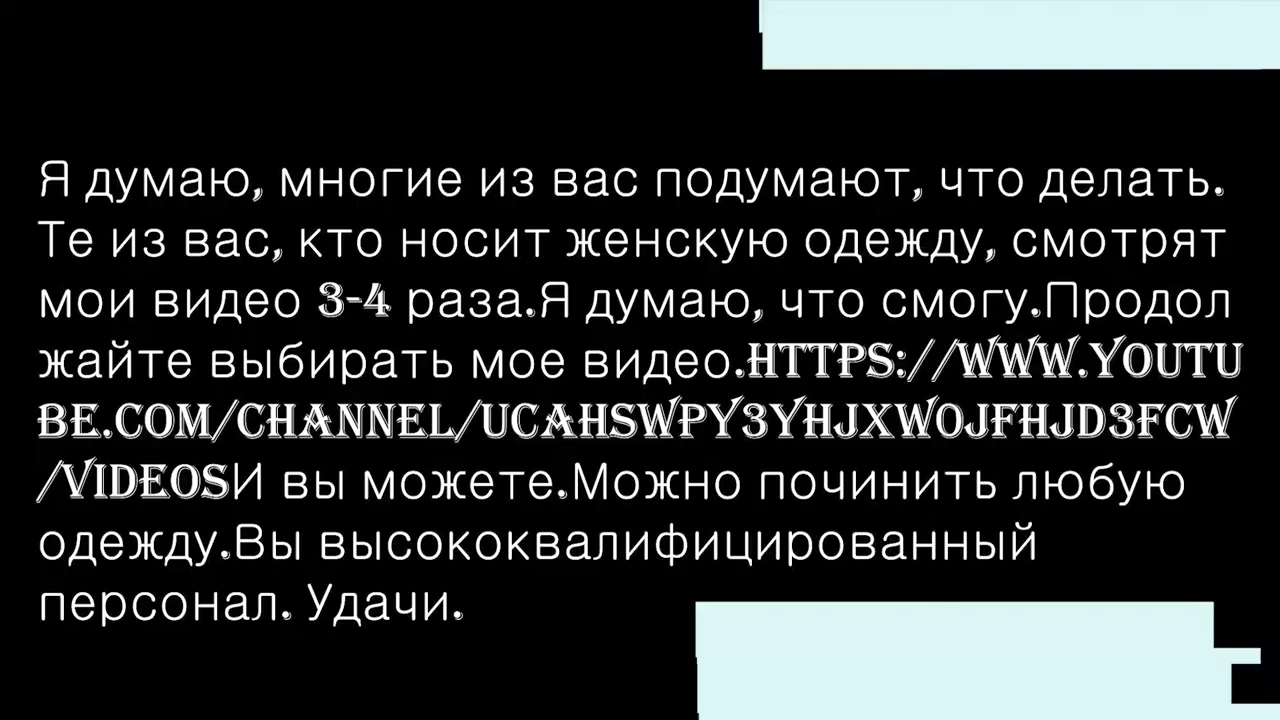 Я думаю, многие из вас подумают, что делать.
Те из вас, кто носит женскую одежду, смотрят
мои видео 3-4 раза.Я думаю, что смогу.Продол
жайте выбирать мое видео.HTTPS://WWW.YOUTU
BE.COM/CHANNEL/UCAHSWPY3YHJXWOJFHJD3FCW
/VIDEOSИ вы можете.Можно починить любую
одежду.Вы высококвалифицированный
персонал. Удачи.